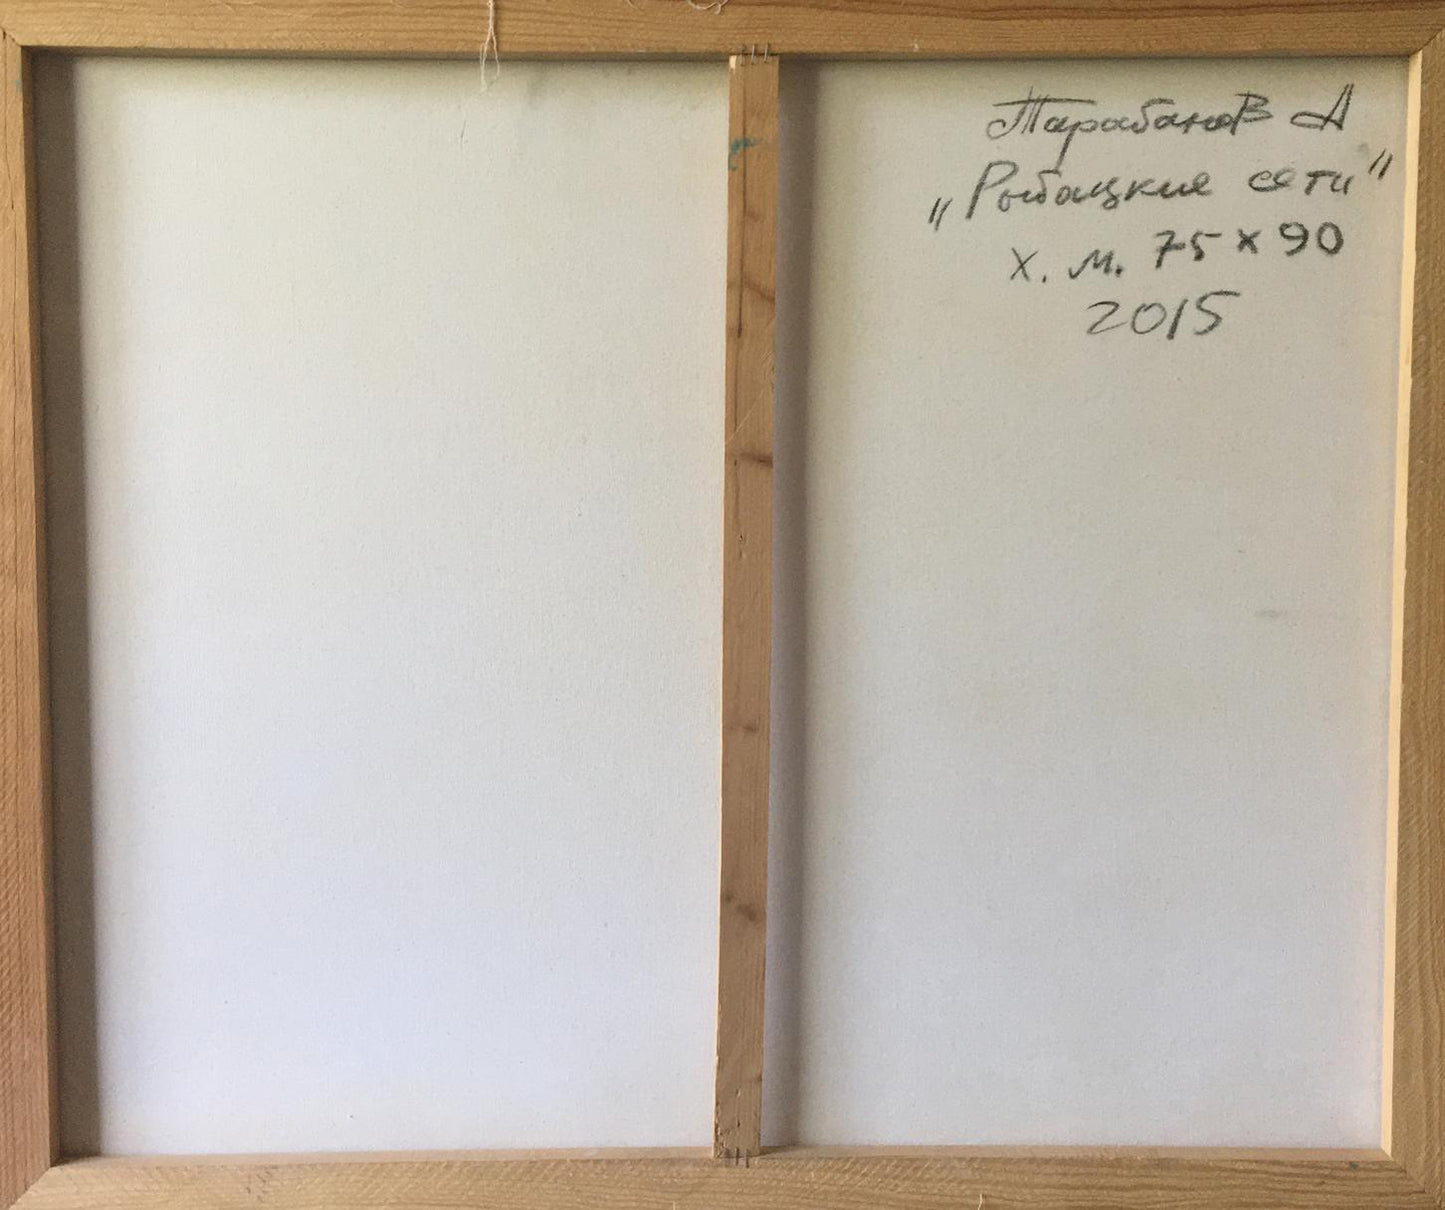 Тарабанов А
„Рыбацкие сети"
х. м. 75 x 90
2015